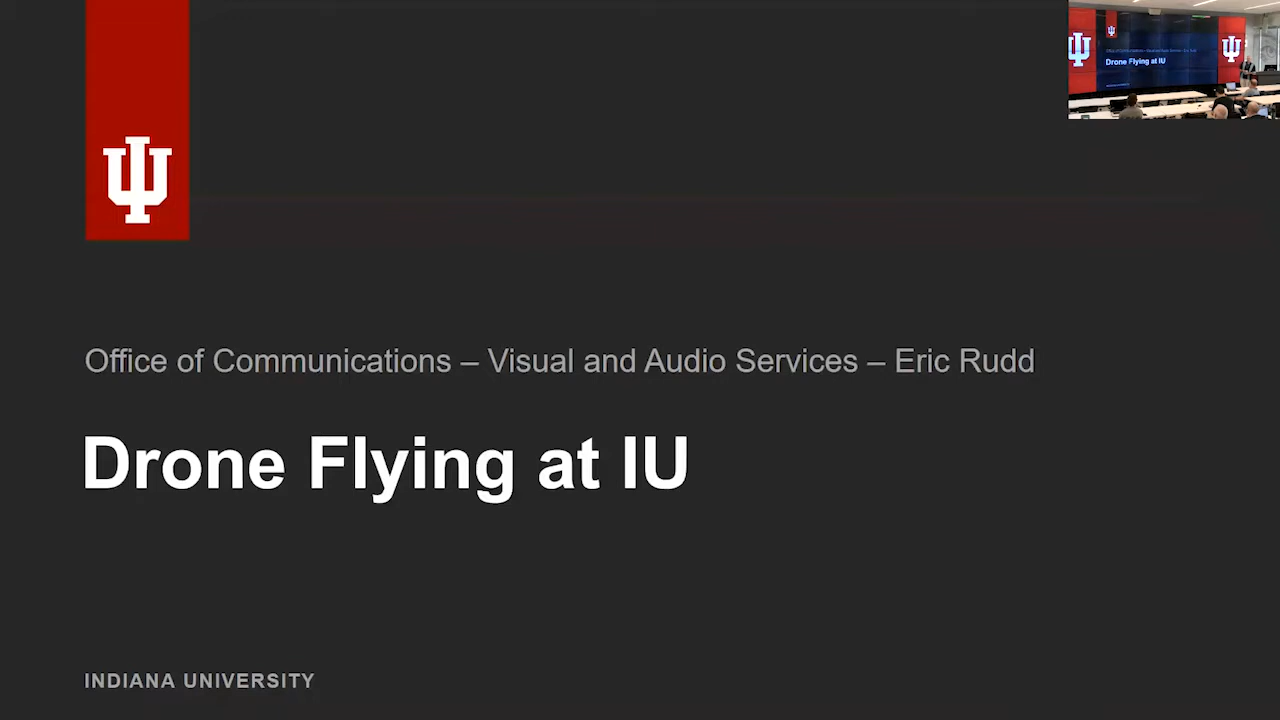 Office of Communications – Visual and Audio Services – Eric Rudd
Drone Flying at IU
INDIANA UNIVERSITY
Drone Flying at IU